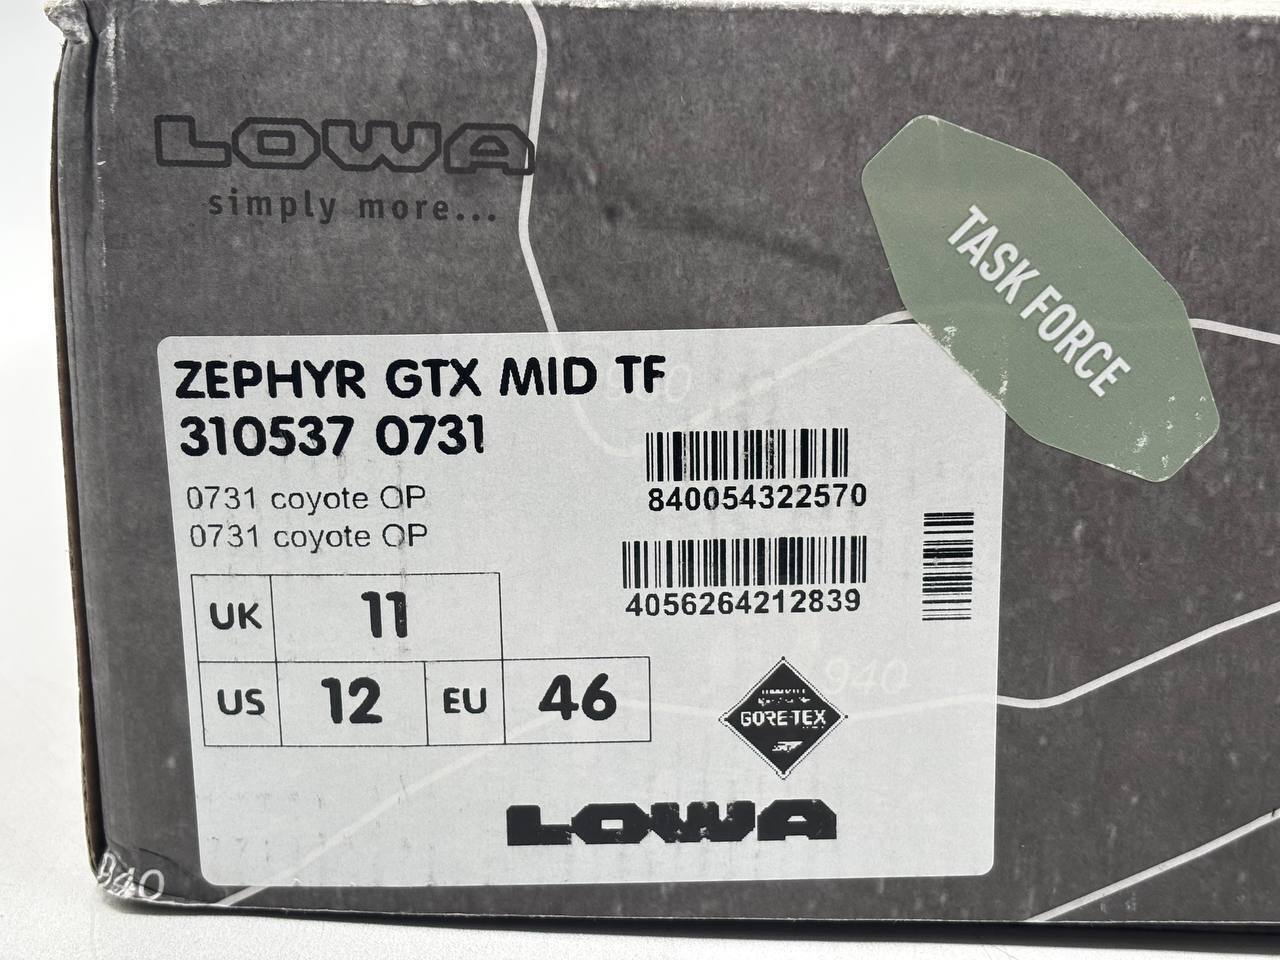 LOWA
simply more...
TASK FORCE
ZEPHYR GTX MID TF
310537 0731
0731 coyote OP
0731 coyote OP
840054322570
4056264212839
UK 11
US 12 EU 46
GORE-TEX
LOWA
940
940